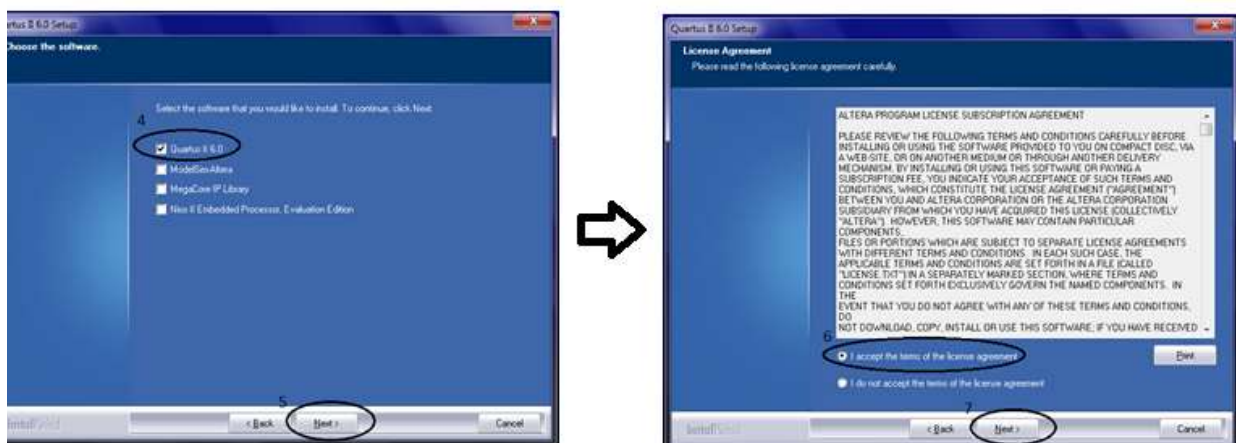 Quartus II 6.0 Setup
Choose the software.
Select the software that you would like to install. To continue, click Next.
4
Quartus II 6.0
ModelSim-Altera
MegaCore IP Library
Nios II Embedded Processor, Evaluation Edition
5
< Back
Next >
Cancel
Quartus II 6.0 Setup
License Agreement
Please read the following license agreement carefully.
ALTERA PROGRAM LICENSE SUBSCRIPTION AGREEMENT
PLEASE REVIEW THE FOLLOWING TERMS AND CONDITIONS CAREFULLY BEFORE
INSTALLING OR USING THE SOFTWARE PROVIDED TO YOU ON COMPACT DISC, VIA
A WEB-SITE, OR ON ANOTHER MEDIUM OR THROUGH ANOTHER DELIVERY
MECHANISM. BY INSTALLING OR USING THIS SOFTWARE OR PAYING A
SUBSCRIPTION FEE, YOU INDICATE YOUR ACCEPTANCE OF SUCH TERMS AND
CONDITIONS, WHICH CONSTITUTE THE LICENSE AGREEMENT ("AGREEMENT")
BETWEEN YOU AND ALTERA CORPORATION OR THE ALTERA CORPORATION
SUBSIDIARY FROM WHICH YOU HAVE ACQUIRED THIS LICENSE (COLLECTIVELY
"ALTERA"). HOWEVER, THIS SOFTWARE MAY CONTAIN PARTICULAR
COMPONENTS,
FILES OR PORTIONS WHICH ARE SUBJECT TO SEPARATE LICENSE AGREEMENTS
WITH DIFFERENT TERMS AND CONDITIONS. IN EACH SUCH CASE, THE
APPLICABLE TERMS AND CONDITIONS ARE SET FORTH IN A FILE (CALLED
"LICENSE.TXT") IN A SEPARATELY MARKED SECTION, WHERE TERMS AND
CONDITIONS SET FORTH EXCLUSIVELY GOVERN THE NAMED COMPONENTS. IN
THE
EVENT THAT YOU DO NOT AGREE WITH ANY OF THESE TERMS AND CONDITIONS,
DO
NOT DOWNLOAD, COPY, INSTALL OR USE THIS SOFTWARE; IF YOU HAVE RECEIVED
6
I accept the terms of the license agreement
Print
I do not accept the terms of the license agreement
7
InstallShield
< Back
Next >
Cancel